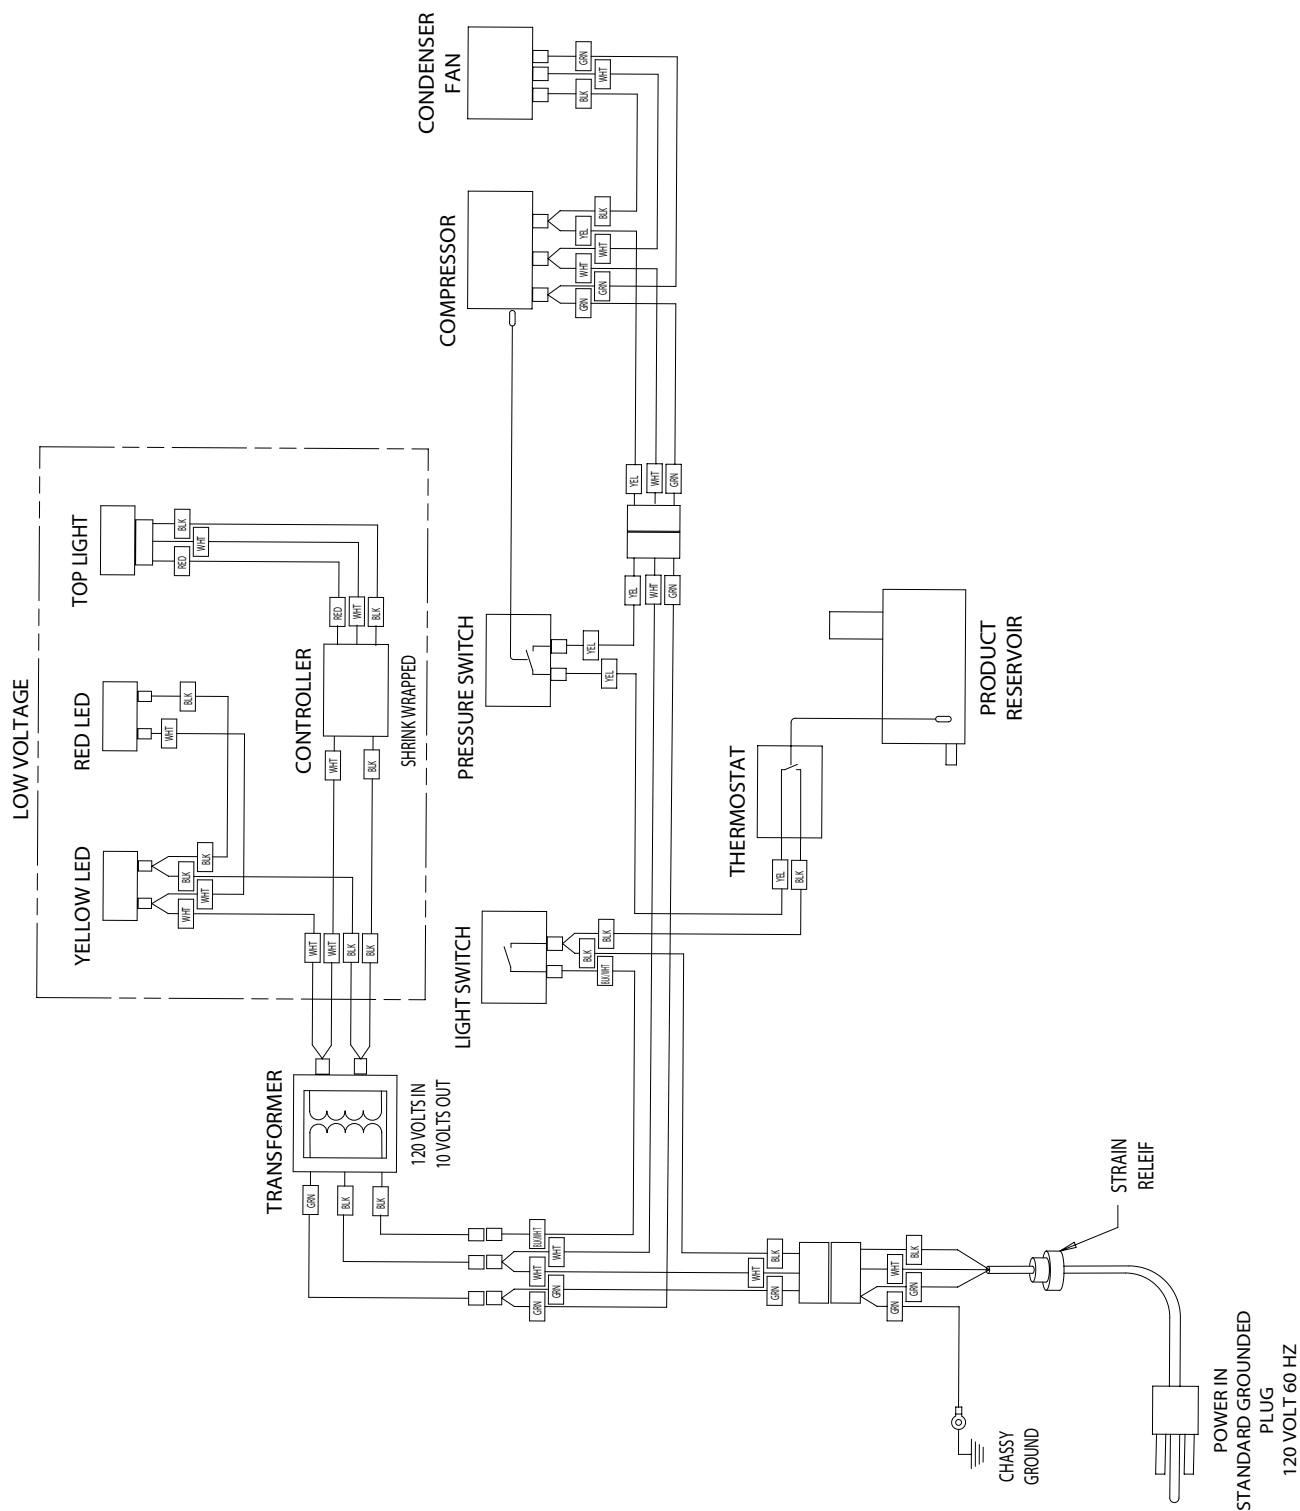 LOW VOLTAGE
YELLOW LED
RED LED
TOP LIGHT
WHT
BLK
WHT
BLK
WHT
BLK
RED
BLK
WHT
TRANSFORMER
CONTROLLER
GRN
BLK
BLK
WHT
WHT
BLK
BLK
WHT
BLK
RED
WHT
BLK
SHRINK WRAPPED
120 VOLTS IN
10 VOLTS OUT
LIGHT SWITCH
PRESSURE SWITCH
COMPRESSOR
CONDENSER
FAN
BLK/WHT
WHT
GRN
WHT
GRN
BLK
BLK/WHT
BLK
YEL
YEL
GRN
WHT
YEL
GRN
WHT
BLK
BLK
WHT
GRN
YEL
WHT
GRN
YEL
WHT
GRN
THERMOSTAT
YEL
BLK
GRN
WHT
BLK
GRN
GRN
WHT
BLK
PRODUCT
RESERVOIR
CHASSY
GROUND
STRAIN
RELEIF
POWER IN
STANDARD GROUNDED
PLUG
120 VOLT 60 HZ